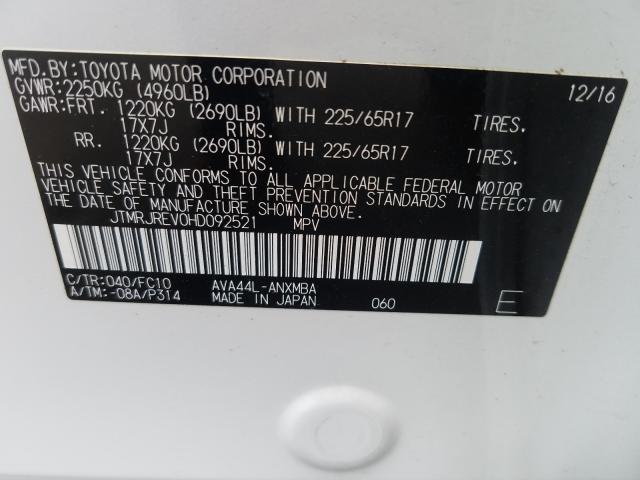 MFD.BY:TOYOTA MOTOR CORPORATION 12/16
GVWR:2250KG (4960LB)
GAWR:FRT. 1220KG (2690LB) WITH 225/65R17 TIRES.
17X7J RIMS.
RR. 1220KG (2690LB) WITH 225/65R17 TIRES.
17X7J RIMS.
THIS VEHICLE CONFORMS TO ALL APPLICABLE FEDERAL MOTOR
VEHICLE SAFETY AND THEFT PREVENTION STANDARDS IN EFFECT ON
THE DATE OF MANUFACTURE SHOWN ABOVE.
JTMRJREV0HD092521 MPV
C/TR:040/FC10 AVA44L-ANXMBA
A/TM:-08A/P314 MADE IN JAPAN 060 E